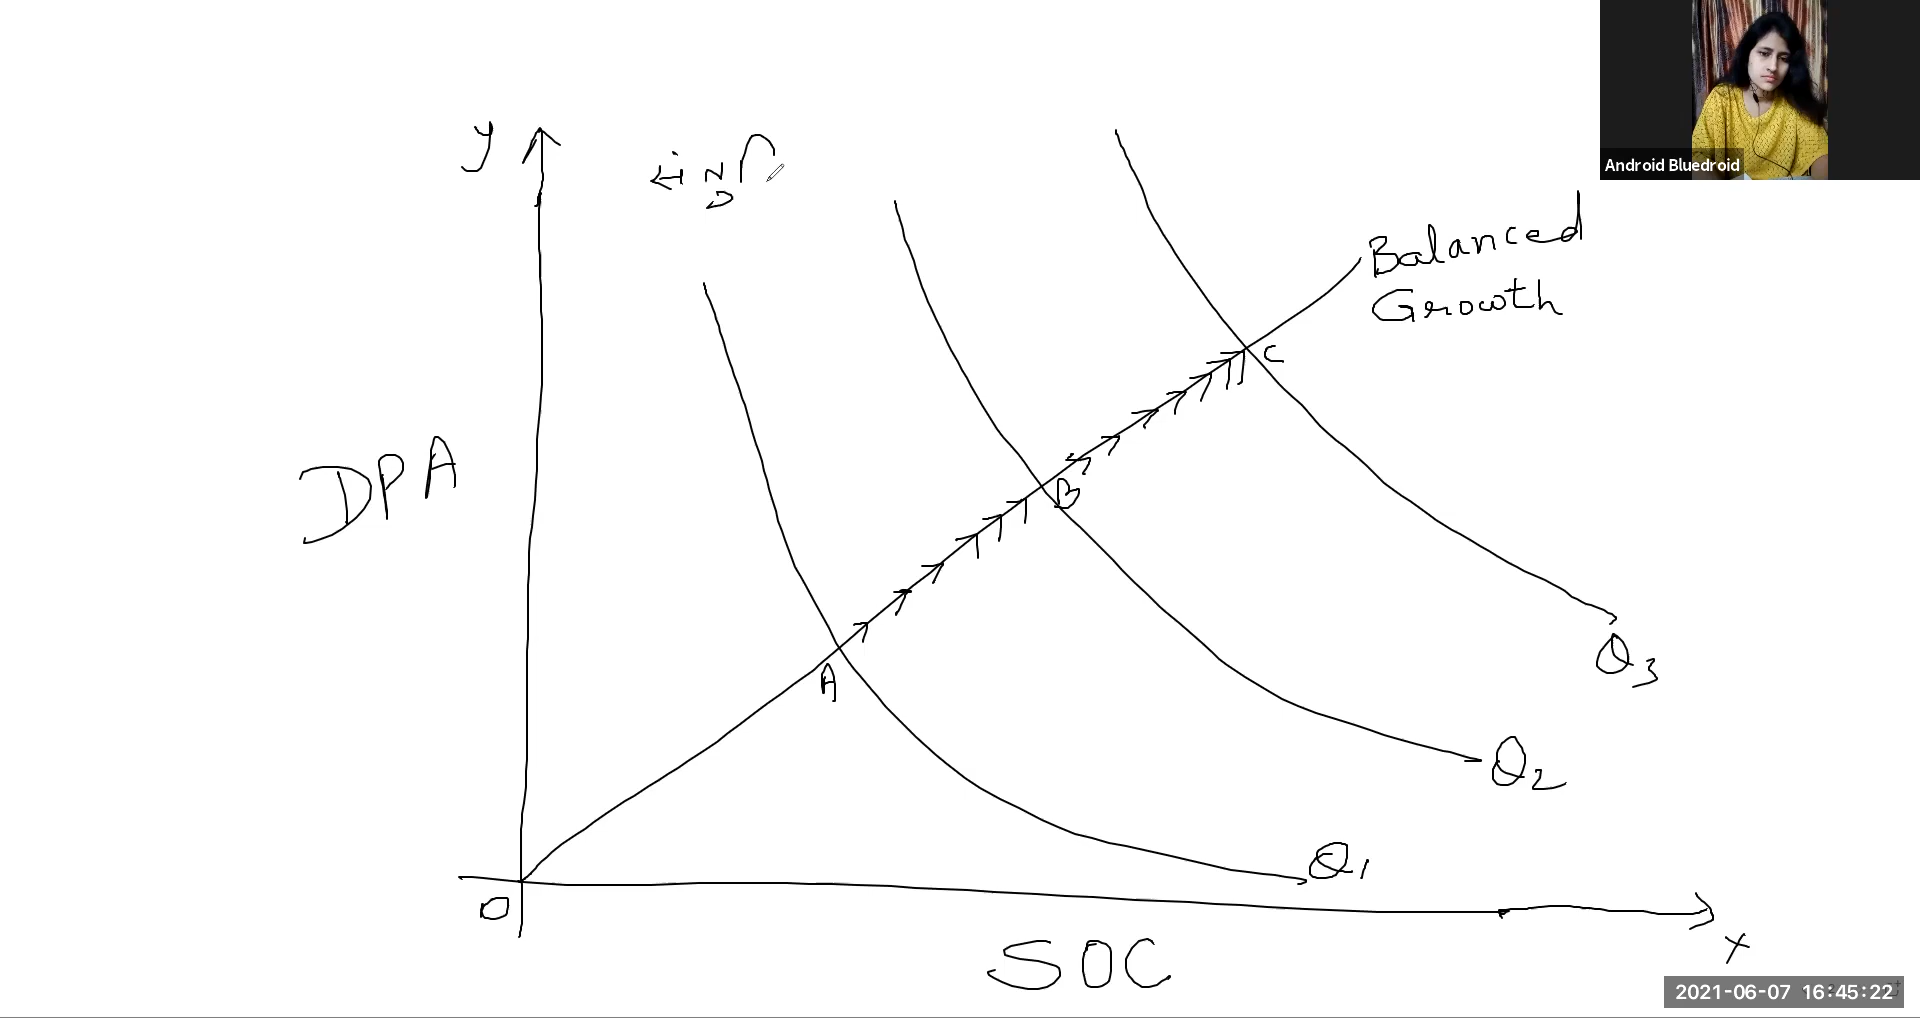 Android Bluedroid
y
Balanced
Growth
C
DPA
B
A
Q3
Q2
Q1
O
SOC
x
2021-06-07 16:45:22